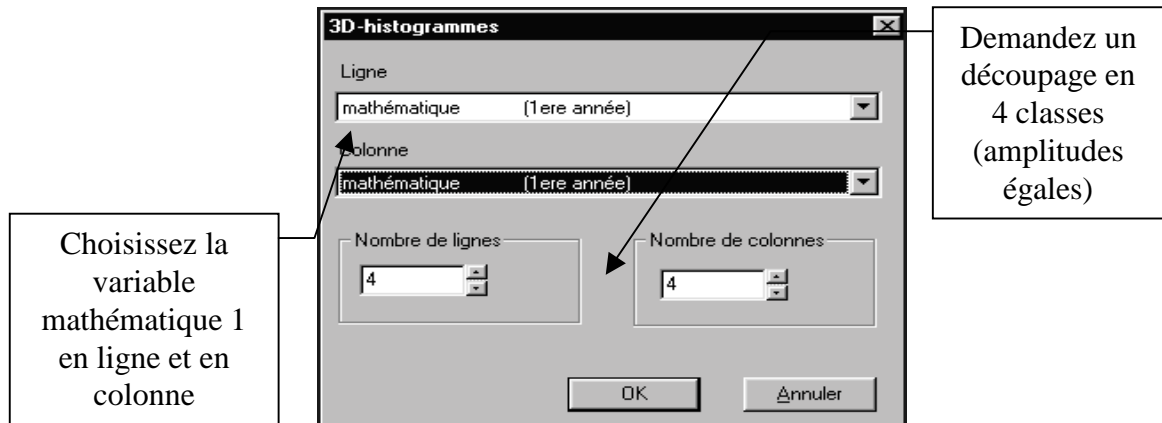 3D-histogrammes
Ligne
mathématique (1ere année)
Colonne
mathématique (1ere année)
Nombre de lignes
4
Nombre de colonnes
4
OK
Annuler
Demandez un
découpage en
4 classes
(amplitudes
égales)
Choisissez la
variable
mathématique 1
en ligne et en
colonne